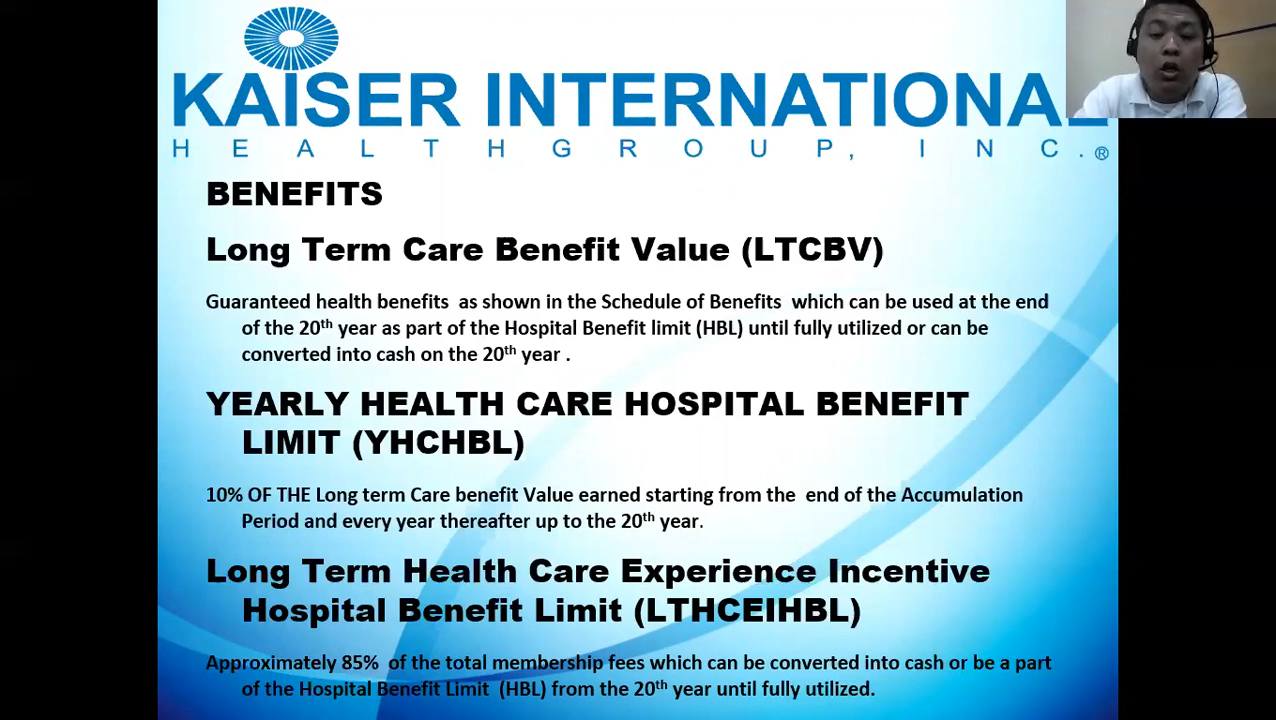 KAISER INTERNATIONAL
HEALTHGROUP, INC.®
BENEFITS
Long Term Care Benefit Value (LTCBV)
Guaranteed health benefits as shown in the Schedule of Benefits which can be used at the end
of the 20th year as part of the Hospital Benefit limit (HBL) until fully utilized or can be
converted into cash on the 20th year .
YEARLY HEALTH CARE HOSPITAL BENEFIT
LIMIT (YHCHBL)
10% OF THE Long term Care benefit Value earned starting from the end of the Accumulation
Period and every year thereafter up to the 20th year.
Long Term Health Care Experience Incentive
Hospital Benefit Limit (LTHCEIHBL)
Approximately 85% of the total membership fees which can be converted into cash or be a part
of the Hospital Benefit Limit (HBL) from the 20th year until fully utilized.